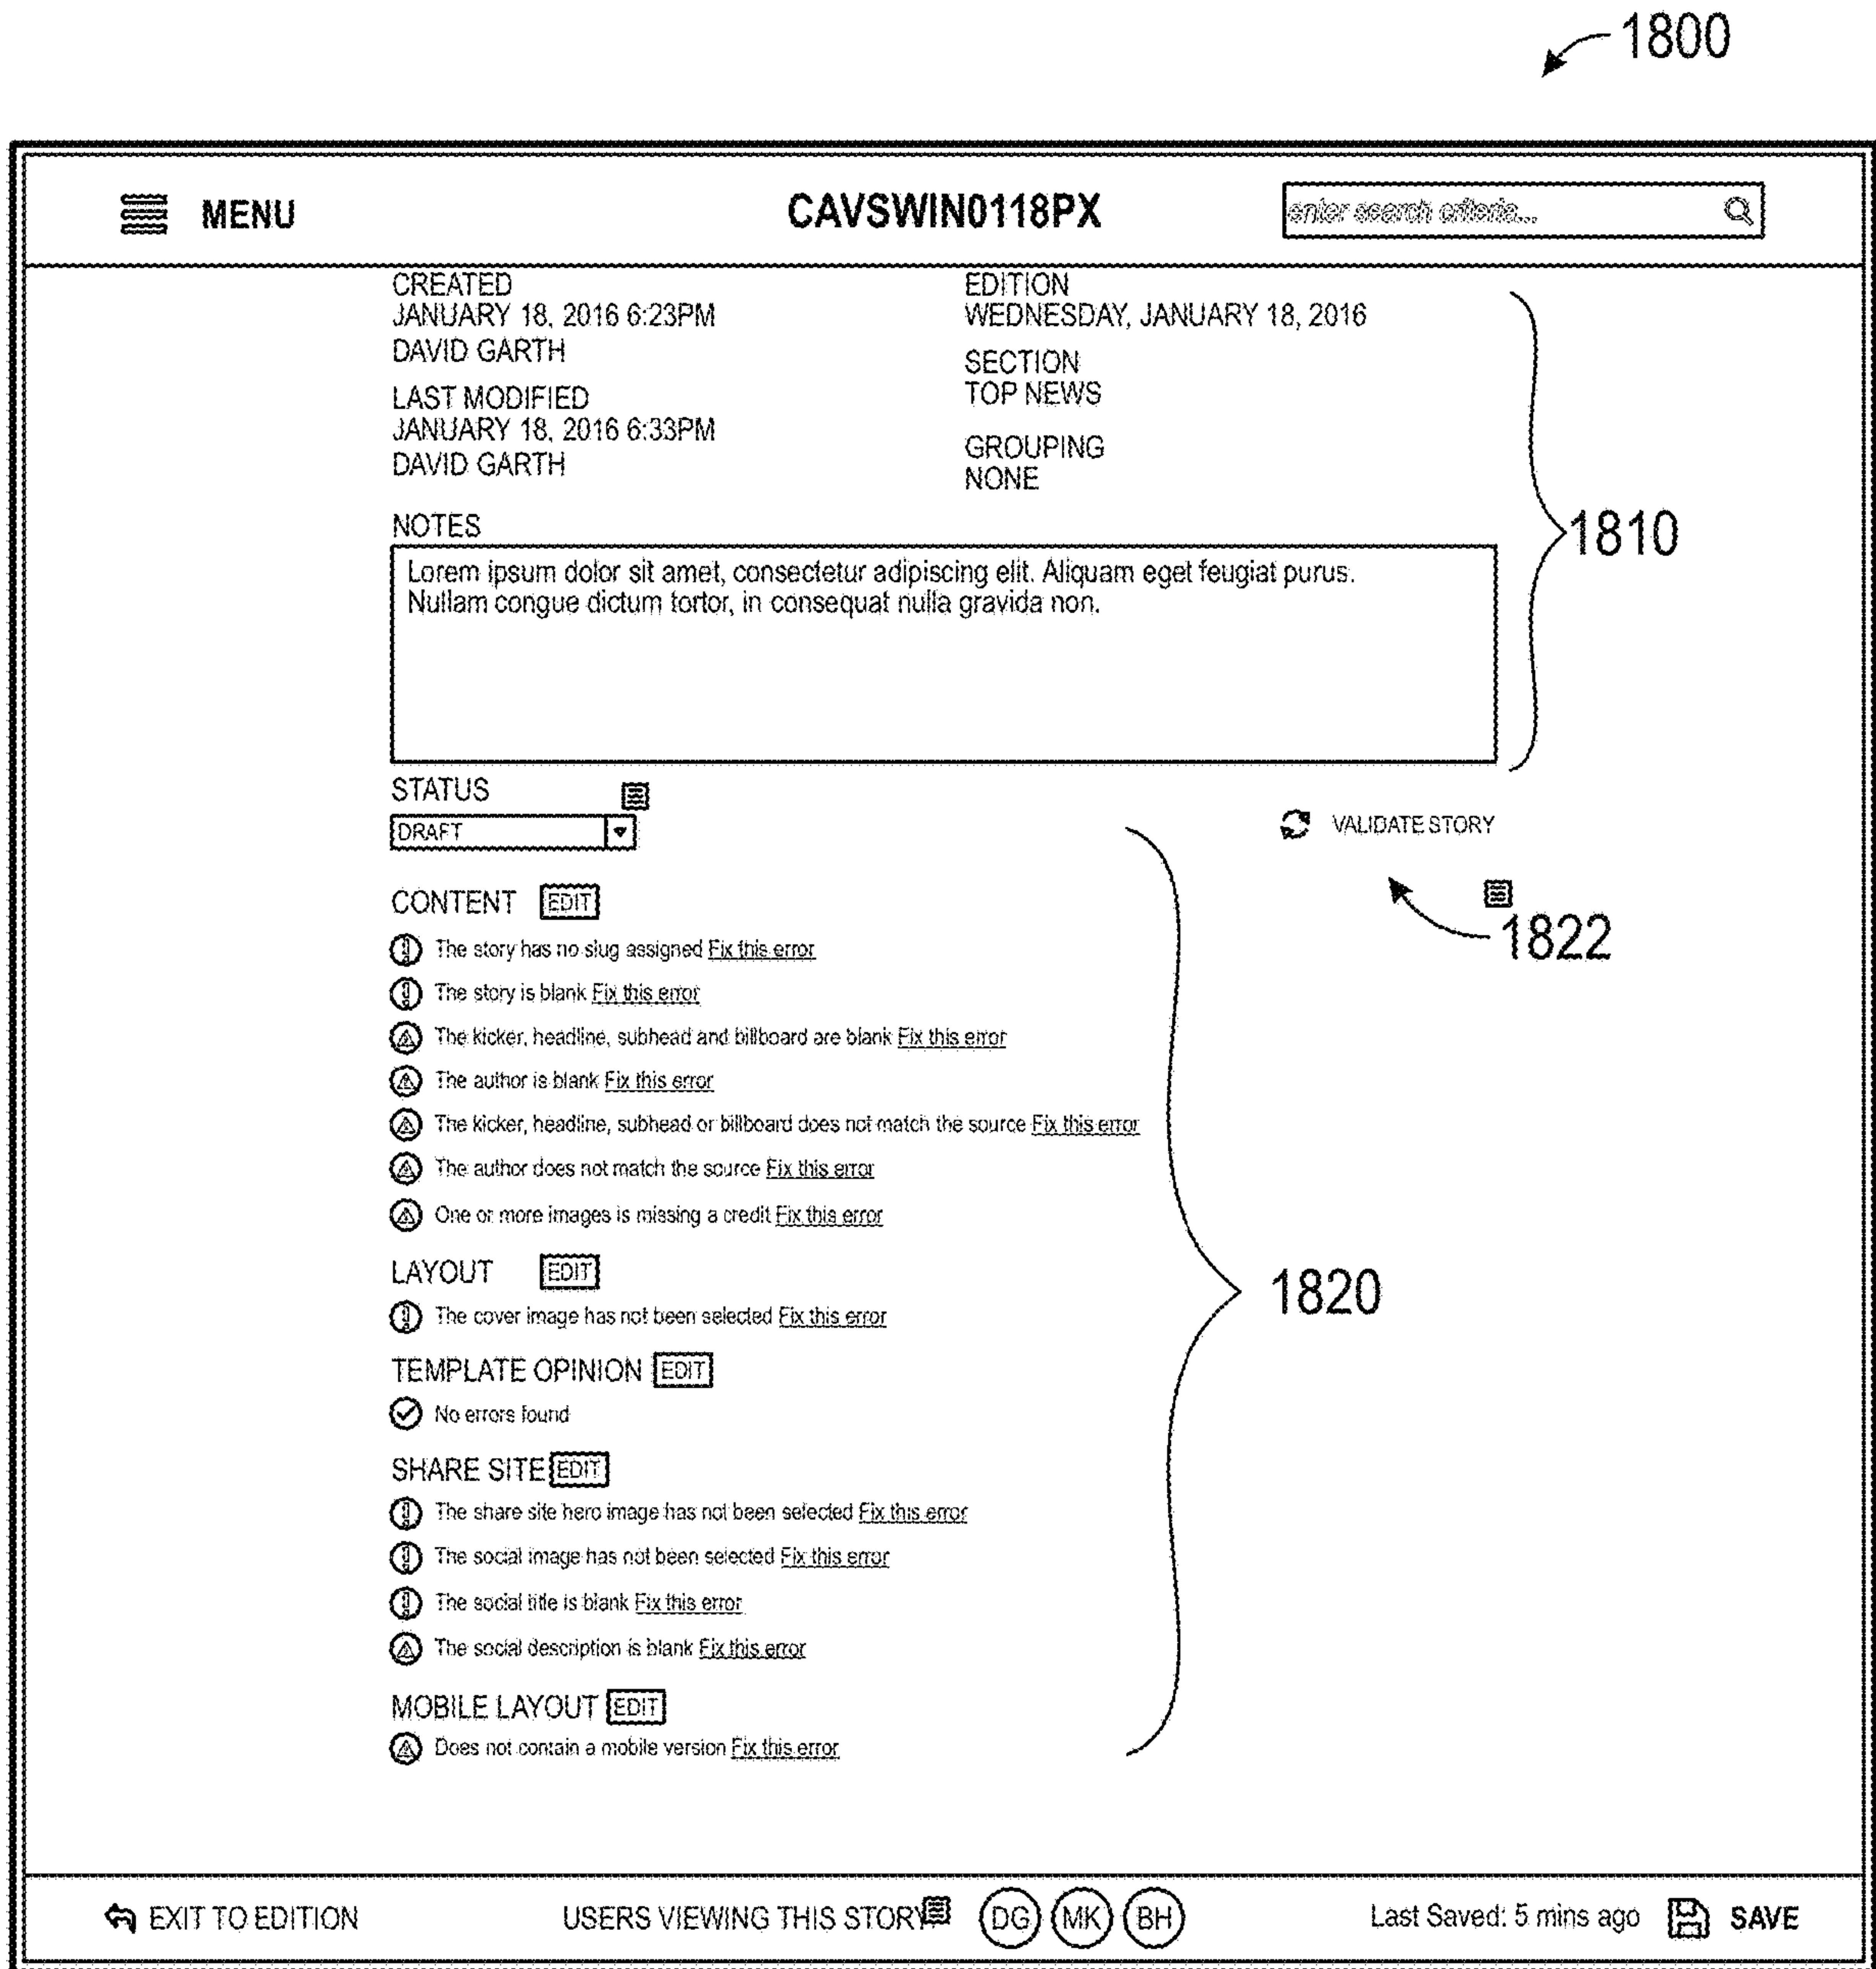 1800
MENU
CAVSWIN0118PX
enter search criteria...
CREATED
JANUARY 18, 2016 6:23PM
DAVID GARTH
LAST MODIFIED
JANUARY 18, 2016 6:33PM
DAVID GARTH
EDITION
WEDNESDAY, JANUARY 18, 2016
SECTION
TOP NEWS
GROUPING
NONE
1810
NOTES
Lorem ipsum dolor sit amet, consectetur adipiscing elit. Aliquam eget feugiat purus.
Nullam congue dictum tortor, in consequat nulla gravida non.
STATUS
DRAFT
VALIDATE STORY
1822
CONTENT EDIT
The story has no slug assigned Fix this error
The story is blank Fix this error
The kicker, headline, subhead and billboard are blank Fix this error
The author is blank Fix this error
The kicker, headline, subhead or billboard does not match the source Fix this error
The author does not match the source Fix this error
One or more images is missing a credit Fix this error
LAYOUT EDIT
The cover image has not been selected Fix this error
1820
TEMPLATE OPINION EDIT
No errors found
SHARE SITE EDIT
The share site hero image has not been selected Fix this error
The social image has not been selected Fix this error
The social title is blank Fix this error
The social description is blank Fix this error
MOBILE LAYOUT EDIT
Does not contain a mobile version Fix this error
EXIT TO EDITION
USERS VIEWING THIS STORY
DG MK BH
Last Saved: 5 mins ago
SAVE